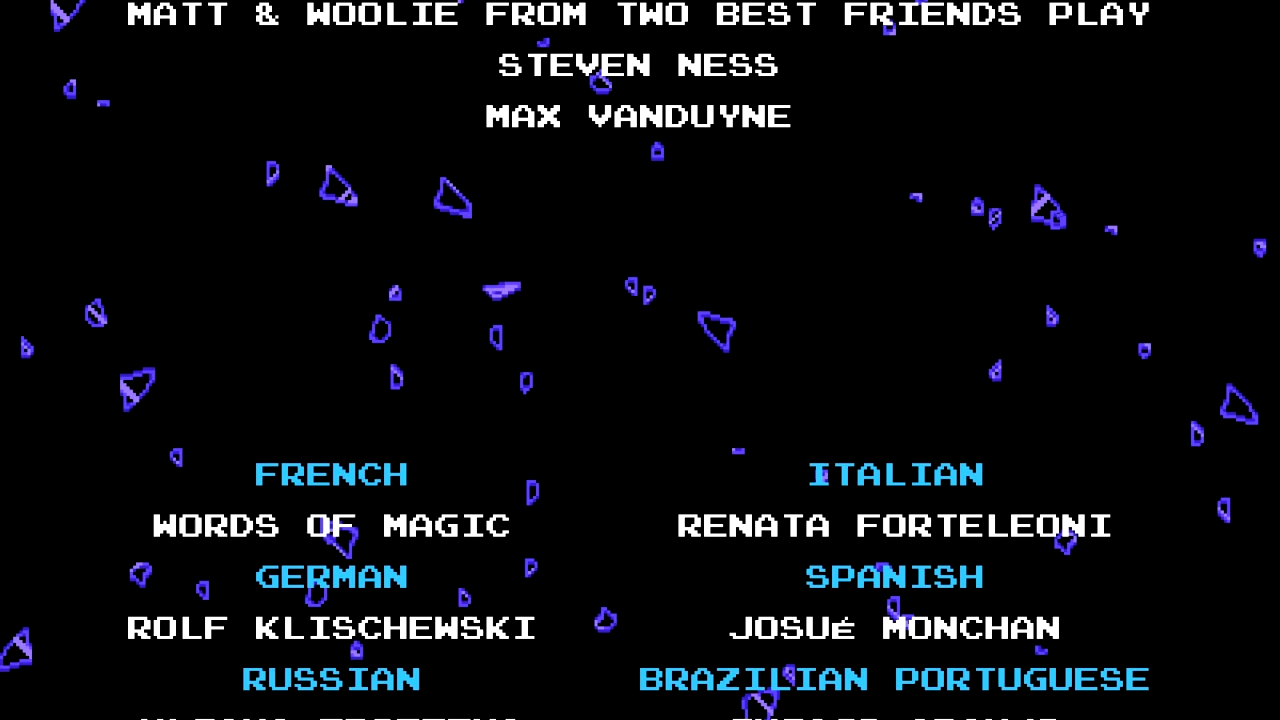 MATT & WOOLIE FROM TWO BEST FRIENDS PLAY
STEVEN NESS
MAX VANDUYNE
FRENCH ITALIAN
WORDS OF MAGIC RENATA FORTELEONI
GERMAN SPANISH
ROLF KLISCHEWSKI JOSUé MONCHAN
RUSSIAN BRAZILIAN PORTUGUESE